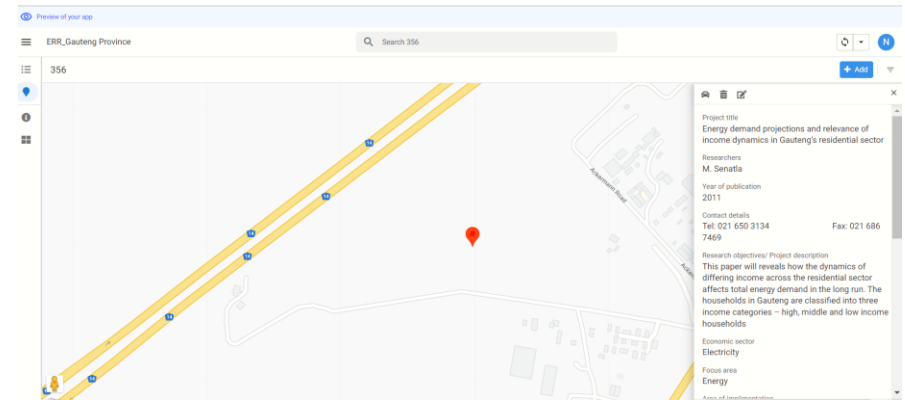 Preview of your app
ERR_Gauteng Province
Search 356
N
356
+ Add
14
14
14
14
14
14
14
Ackermann Road
Project title
Energy demand projections and relevance of
income dynamics in Gauteng's residential sector
Researchers
M. Senatla
Year of publication
2011
Contact details
Tel: 021 650 3134 Fax: 021 686
7469
Research objectives/ Project description
This paper will reveals how the dynamics of
differing income across the residential sector
affects total energy demand in the long run. The
households in Gauteng are classified into three
income categories – high, middle and low income
households
Economic sector
Electricity
Focus area
Energy
Area of implimentation